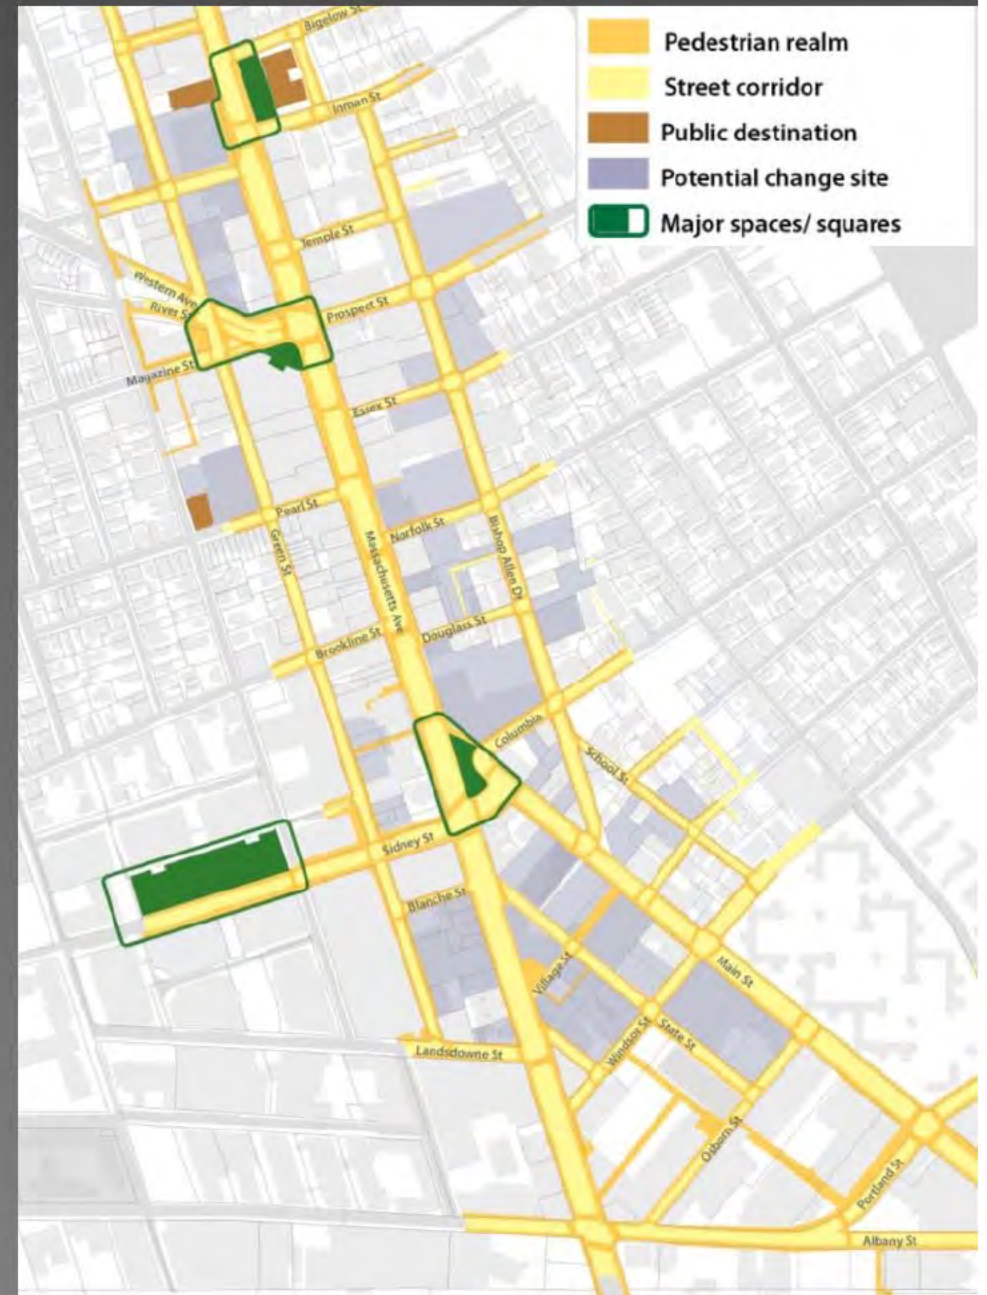 Pedestrian realm
Street corridor
Public destination
Potential change site
Major spaces/ squares
Bigelow St
Inman St
Temple St
Western Ave
River St
Prospect St
Magazine St
Essex St
Pearl St
Norfolk St
Green St
Massachusetts Ave
Bishop Allen Dr
Brookline St
Douglass St
Columbia
School St
Sidney St
Blanche St
Village St
Main St
Windsor St
State St
Landsdowne St
Osborn St
Portland St
Albany St